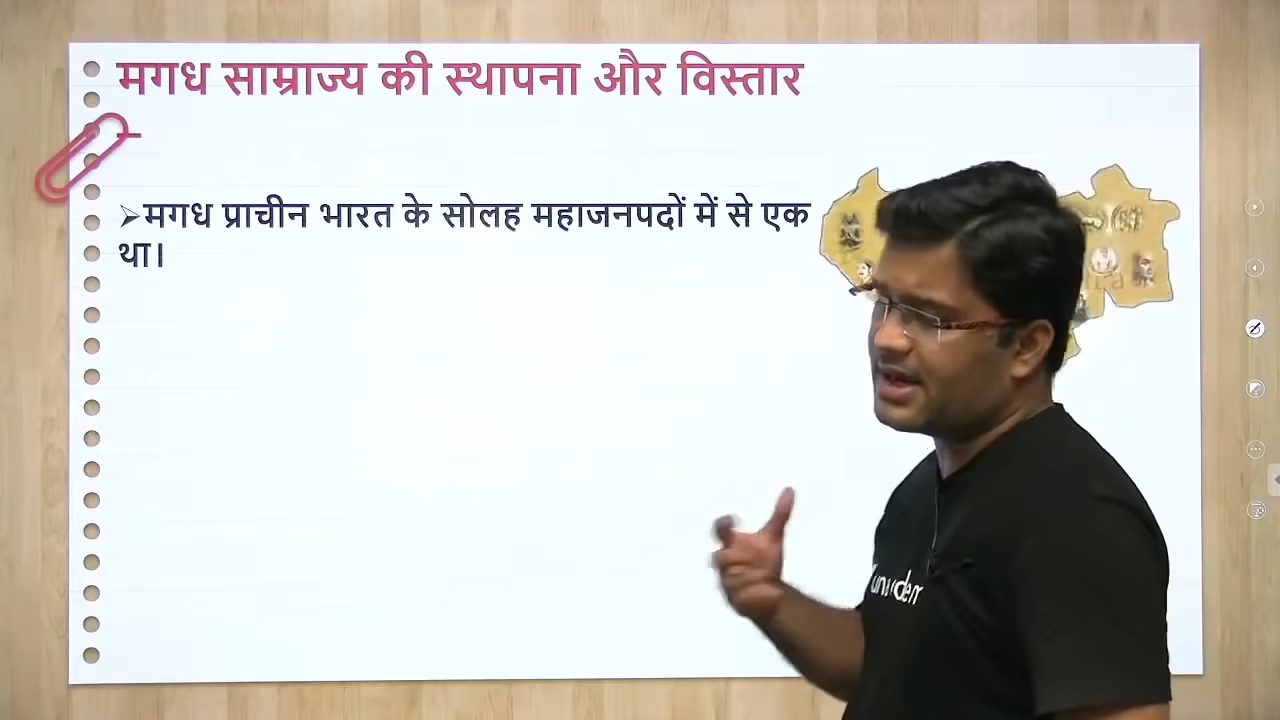 मगध साम्राज्य की स्थापना और विस्तार
–
➢मगध प्राचीन भारत के सोलह महाजनपदों में से एक
था।